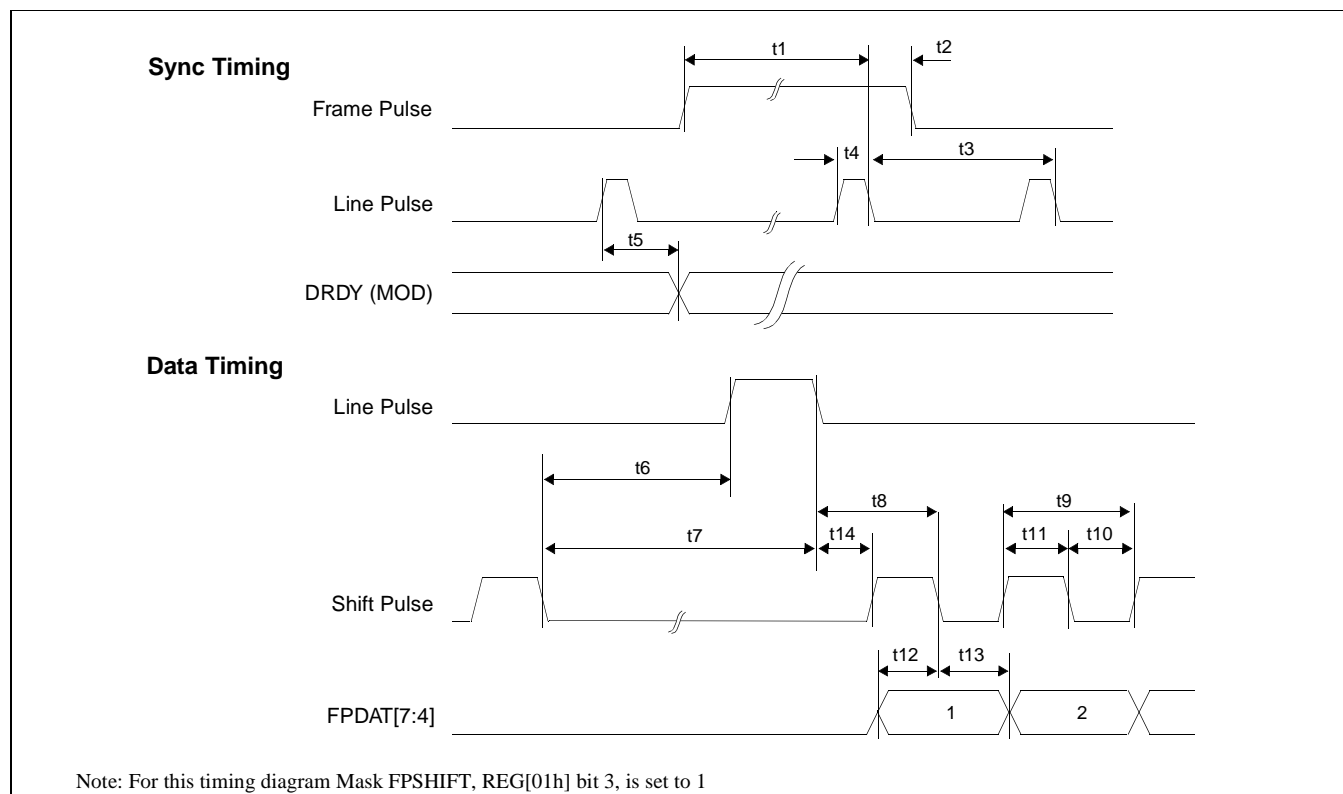 Sync Timing
t1
t2
Frame Pulse
t4
t3
Line Pulse
t5
DRDY (MOD)
Data Timing
Line Pulse
t6
t8
t9
t7
t14
t11
t10
Shift Pulse
t12
t13
FPDAT[7:4]
1
2
Note: For this timing diagram Mask FPSHIFT, REG[01h] bit 3, is set to 1